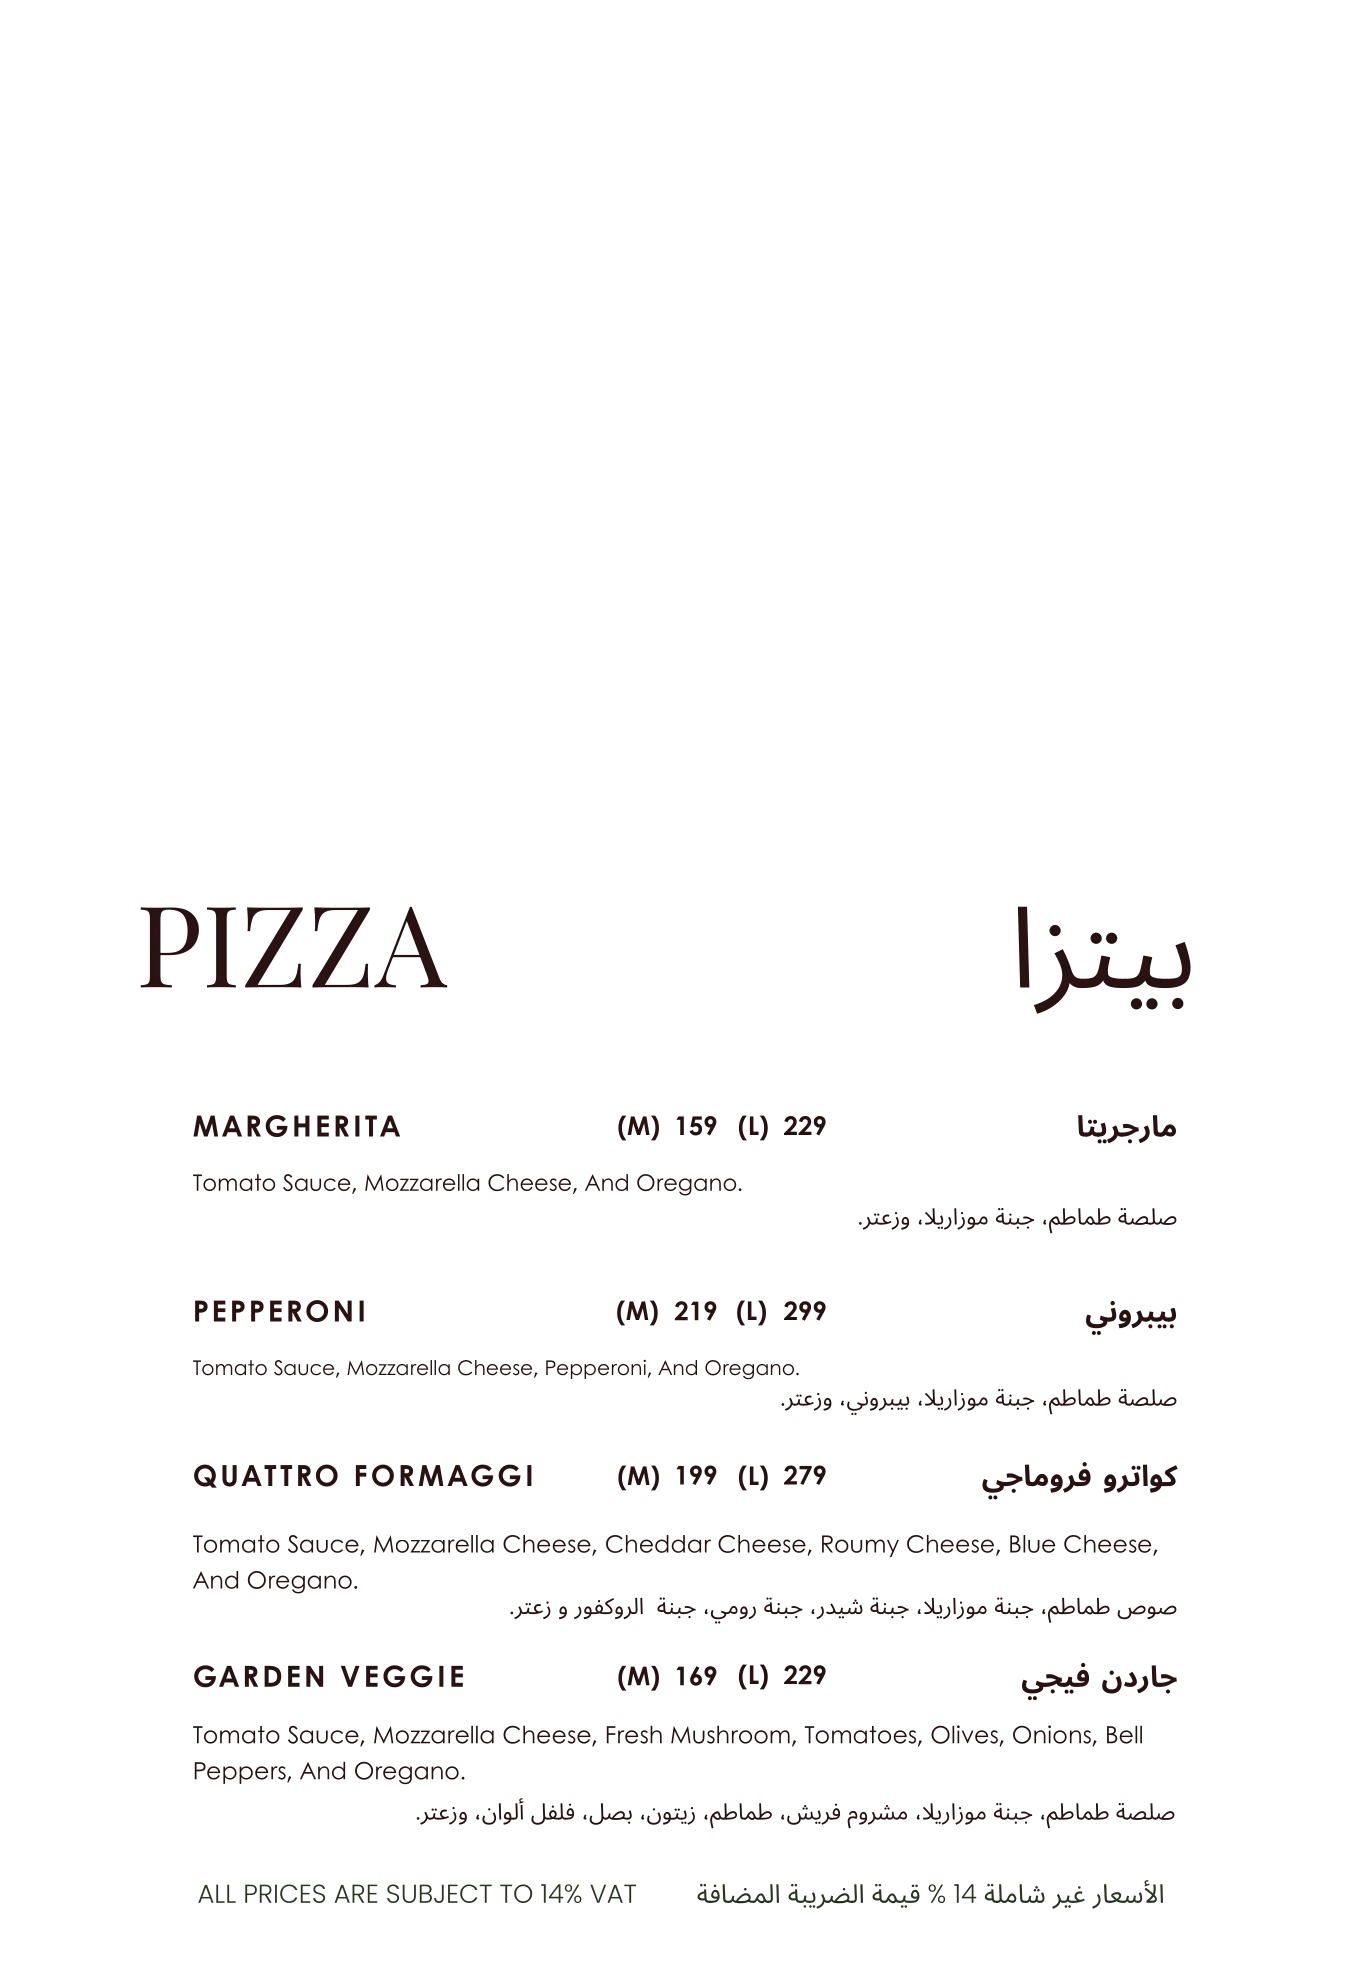 PIZZA بيتزا
MARGHERITA (M) 159 (L) 229 مارجريتا
Tomato Sauce, Mozzarella Cheese, And Oregano.
صلصة طماطم، جبنة موزاريلا، وزعتر.
PEPPERONI (M) 219 (L) 299 بيبروني
Tomato Sauce, Mozzarella Cheese, Pepperoni, And Oregano.
صلصة طماطم، جبنة موزاريلا، بيبروني، وزعتر.
QUATTRO FORMAGGI (M) 199 (L) 279 كواترو فروماجي
Tomato Sauce, Mozzarella Cheese, Cheddar Cheese, Roumy Cheese, Blue Cheese,
And Oregano.
صوص طماطم، جبنة موزاريلا، جبنة شيدر، جبنة رومي، جبنة الروكفور و زعتر.
GARDEN VEGGIE (M) 169 (L) 229 جاردن فيجي
Tomato Sauce, Mozzarella Cheese, Fresh Mushroom, Tomatoes, Olives, Onions, Bell
Peppers, And Oregano.
صلصة طماطم، جبنة موزاريلا، مشروم فريش، طماطم، زيتون، بصل، فلفل ألوان، وزعتر.
ALL PRICES ARE SUBJECT TO 14% VAT الأسعار غير شاملة 14 % قيمة الضريبة المضافة